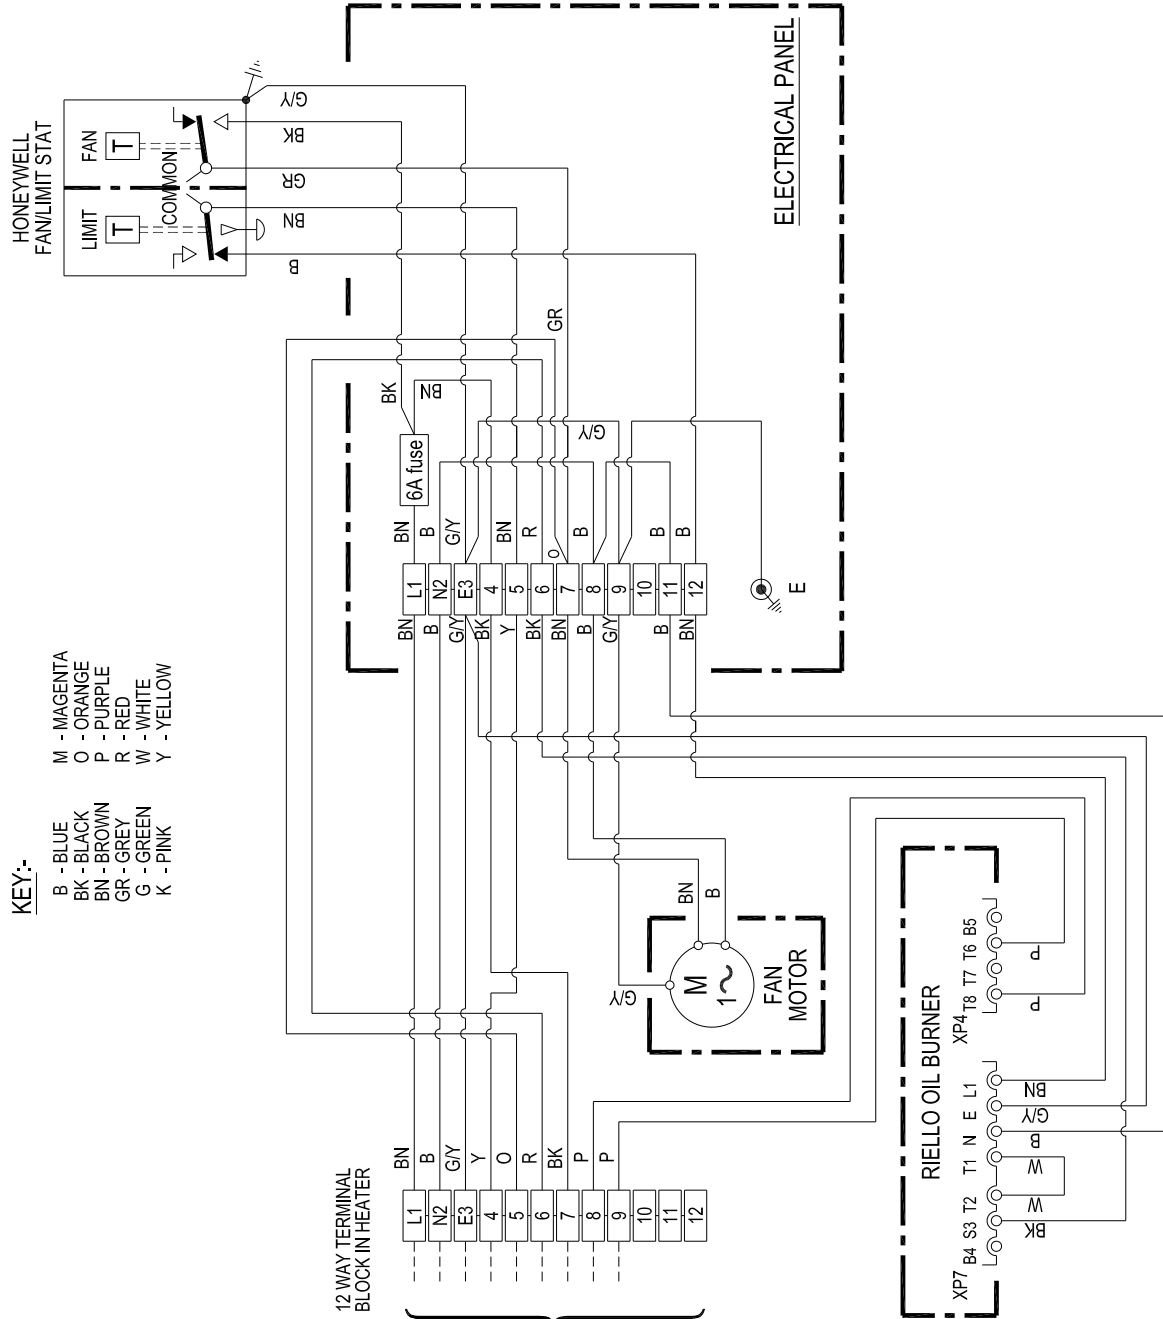 HONEYWELL
FAN/LIMIT STAT
LIMIT
FAN
T
T
COMMON
G/Y
BK
GR
BN
B
ELECTRICAL PANEL
GR
BK
BN
G/Y
6A fuse
BN
B
G/Y
BN
R
O
B
B
B
L1
N2
E3
4
5
6
7
8
9
10
11
12
E
BN
B
G/Y
BK
Y
BK
BN
B
G/Y
B
BN
KEY:-
B - BLUE
BK - BLACK
BN - BROWN
GR - GREY
G - GREEN
K - PINK
M - MAGENTA
O - ORANGE
P - PURPLE
R - RED
W - WHITE
Y - YELLOW
BN
B
G/Y
M
1~
FAN
MOTOR
12 WAY TERMINAL
BLOCK IN HEATER
BN
B
G/Y
Y
O
R
BK
P
P
L1
N2
E3
4
5
6
7
8
9
10
11
12
RIELLO OIL BURNER
XP4
T8 T7 T6 B5
P
P
XP7
B4 S3 T2 T1 N E L1
BK
W
W
B
G/Y
BN